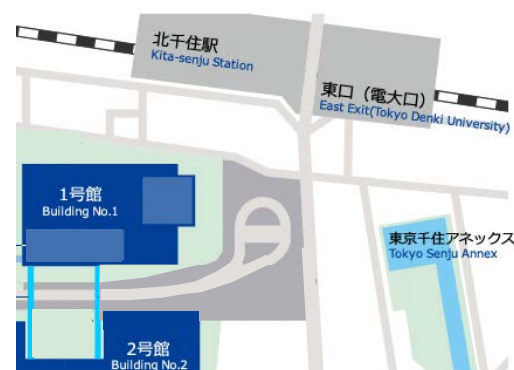 北千住駅
Kita-senju Station
東口（電大口）
East Exit(Tokyo Denki University)
1号館
Building No.1
東京千住アネックス
Tokyo Senju Annex
2号館
Building No.2